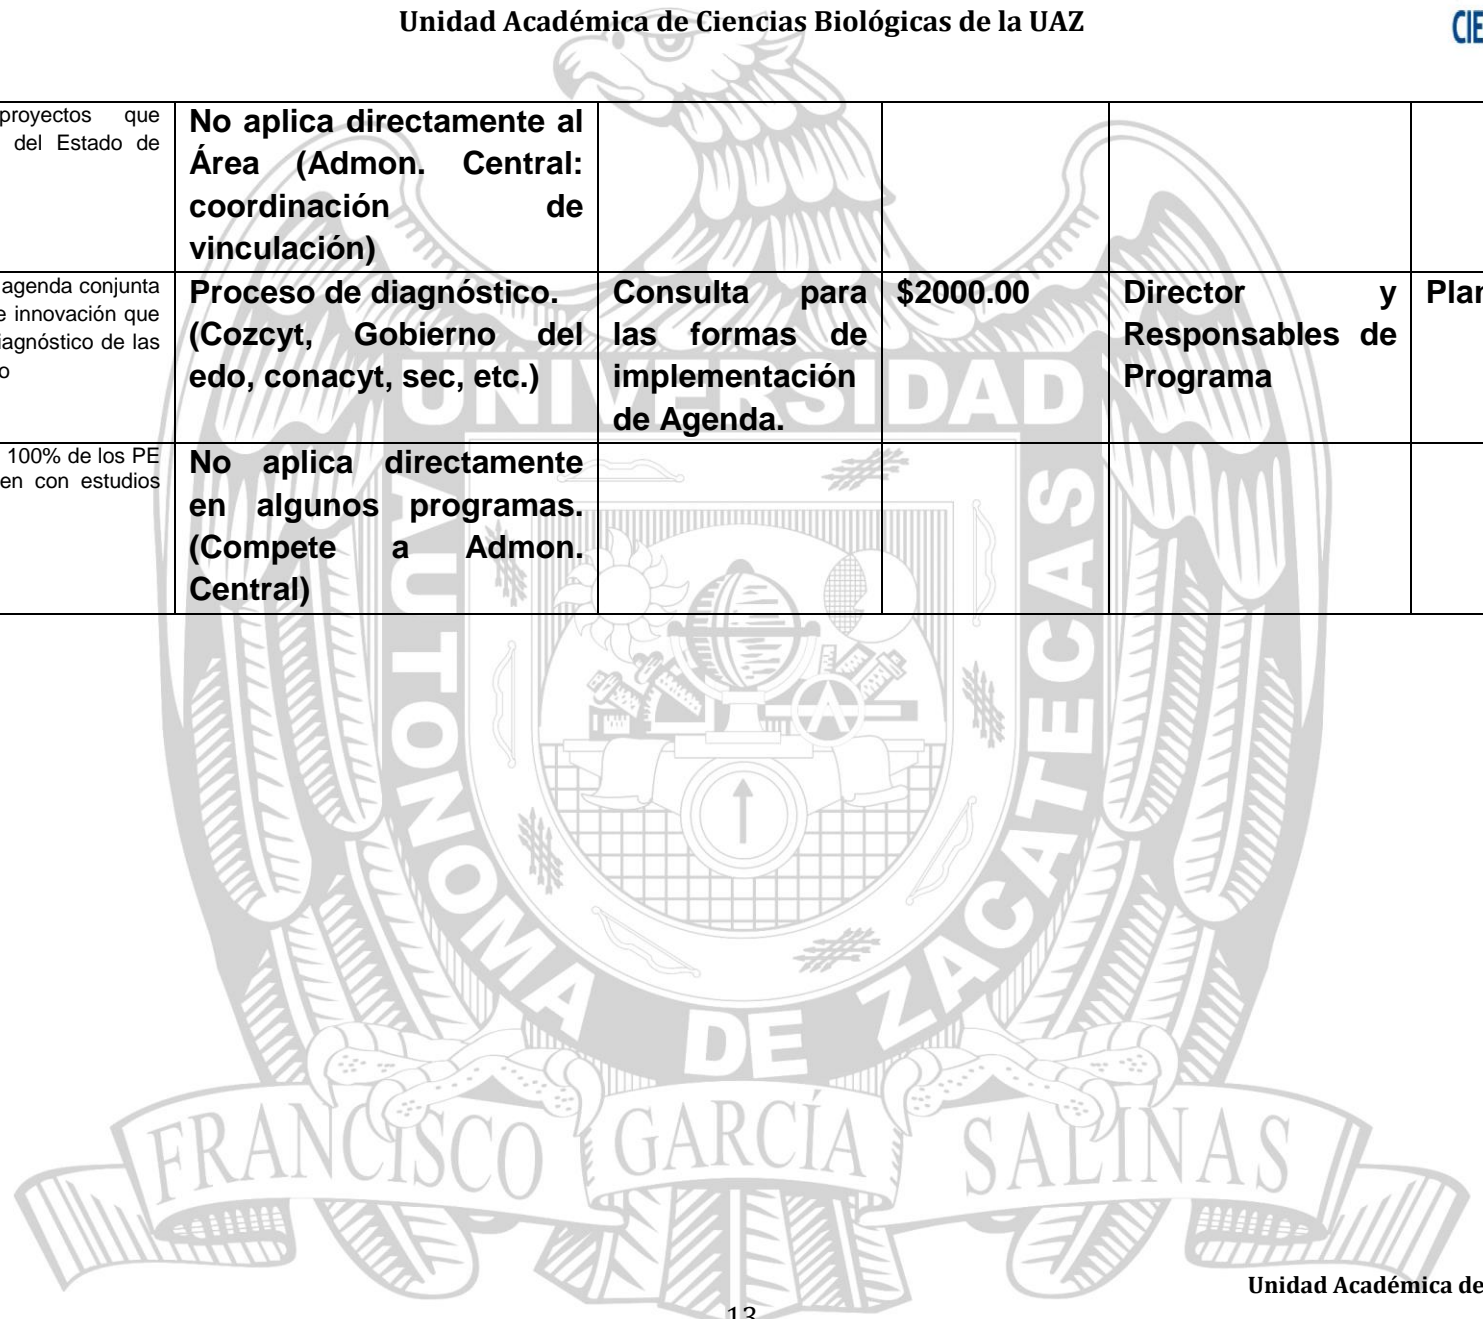 Unidad Académica de Ciencias Biológicas de la UAZ
CIE
proyectos que
del Estado de
No aplica directamente al
Área (Admon. Central:
coordinación de
vinculación)
agenda conjunta
e innovación que
iagnóstico de las
o
Proceso de diagnóstico.
(Cozcyt, Gobierno del
edo, conacyt, sec, etc.)
Consulta para
las formas de
implementación
de Agenda.
$2000.00
Director y
Responsables de
Programa
Plan
100% de los PE
en con estudios
No aplica directamente
en algunos programas.
(Compete a Admon.
Central)
UNIVERSIDAD
AUTONOMA DE ZACATECAS
FRANCISCO GARCÍA SALINAS
Unidad Académica de
13